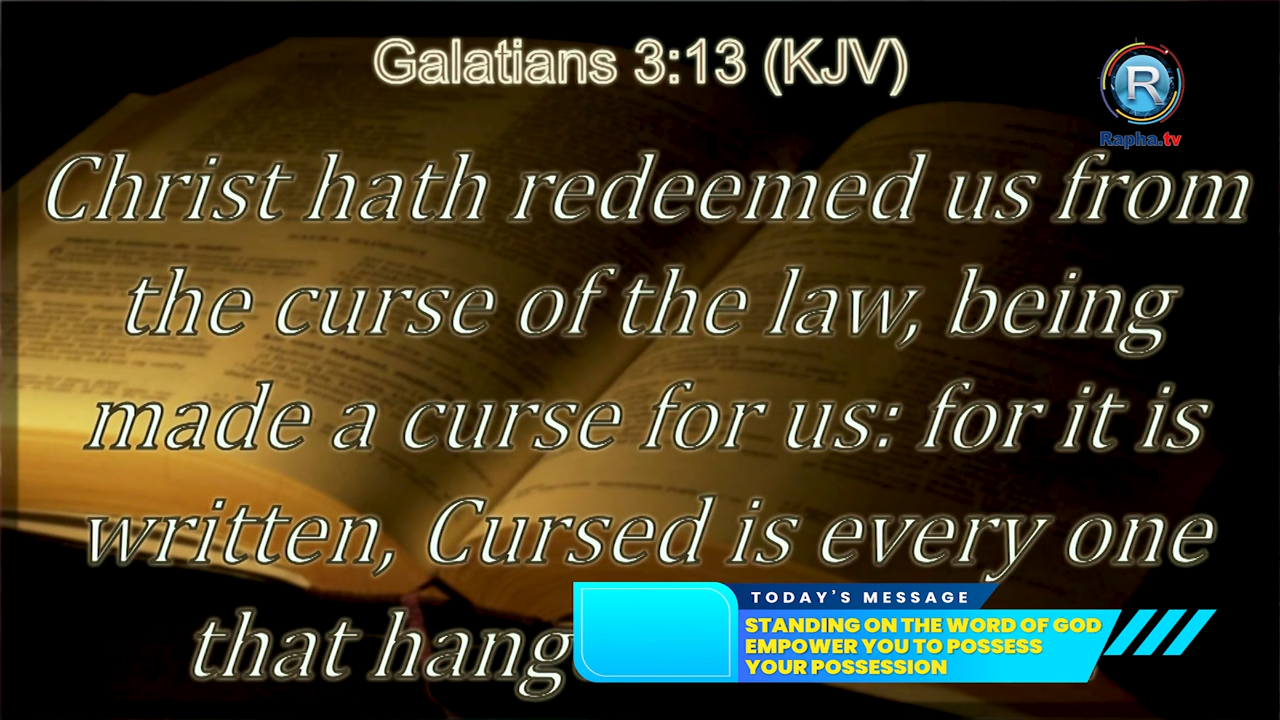 Galatians 3:13 (KJV)
R
Rapha.tv
Christ hath redeemed us from
the curse of the law, being
made a curse for us: for it is
written, Cursed is every one
that hang
TODAY'S MESSAGE
STANDING ON THE WORD OF GOD
EMPOWER YOU TO POSSESS
YOUR POSSESSION